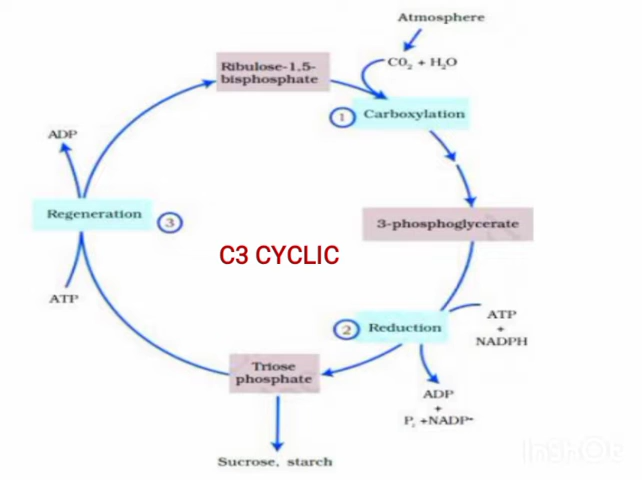 Atmosphere
CO₂ + H₂O
Ribulose-1,5-
bisphosphate
1 Carboxylation
ADP
Regeneration 3
3-phosphoglycerate
C3 CYCLIC
ATP
2 Reduction
ATP
+
NADPH
Triose
phosphate
ADP
+
Pᵢ +NADP⁺
Sucrose, starch